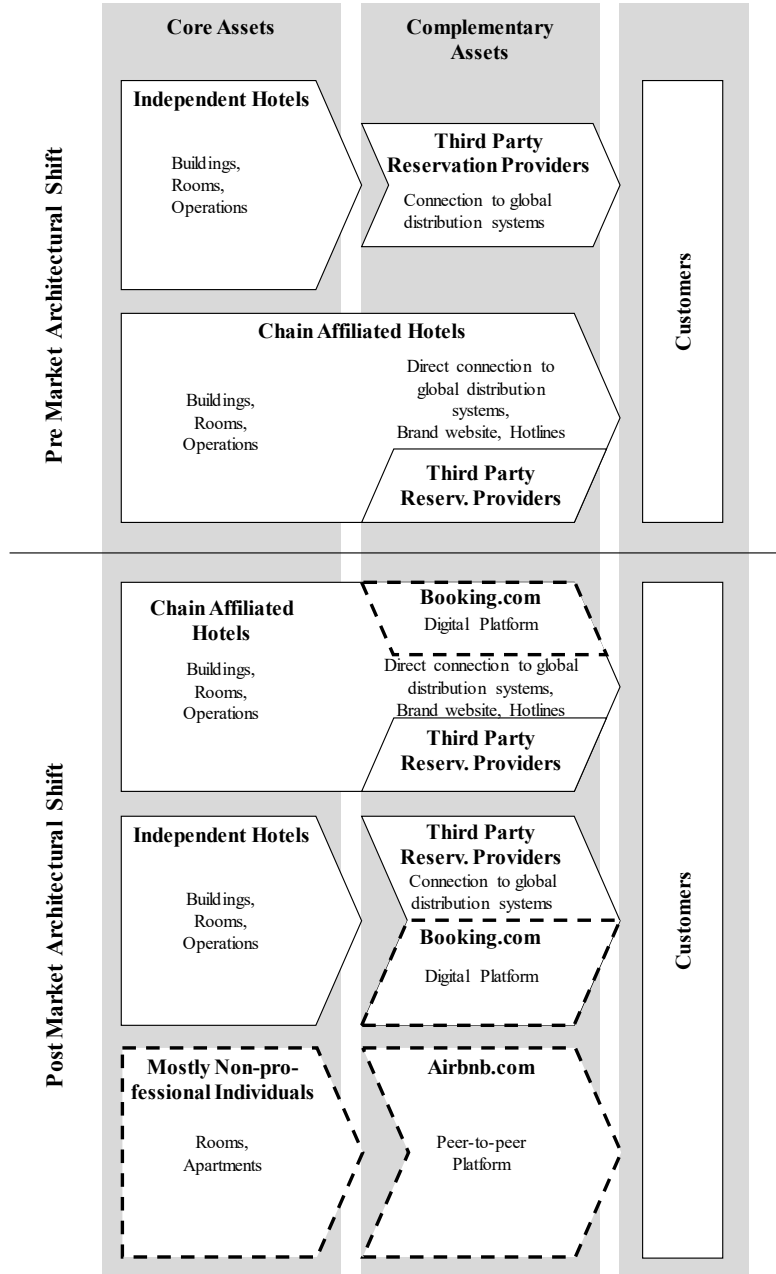 Core Assets
Complementary
Assets
Pre Market Architectural Shift
Independent Hotels
Buildings,
Rooms,
Operations
Third Party
Reservation Providers
Connection to global
distribution systems
Customers
Chain Affiliated Hotels
Buildings,
Rooms,
Operations
Direct connection to
global distribution
systems,
Brand website, Hotlines
Third Party
Reserv. Providers
Post Market Architectural Shift
Chain Affiliated
Hotels
Buildings,
Rooms,
Operations
Booking.com
Digital Platform
Direct connection to global
distribution systems,
Brand website, Hotlines
Third Party
Reserv. Providers
Customers
Independent Hotels
Buildings,
Rooms,
Operations
Third Party
Reserv. Providers
Connection to global
distribution systems
Booking.com
Digital Platform
Mostly Non-pro-
fessional Individuals
Rooms,
Apartments
Airbnb.com
Peer-to-peer
Platform